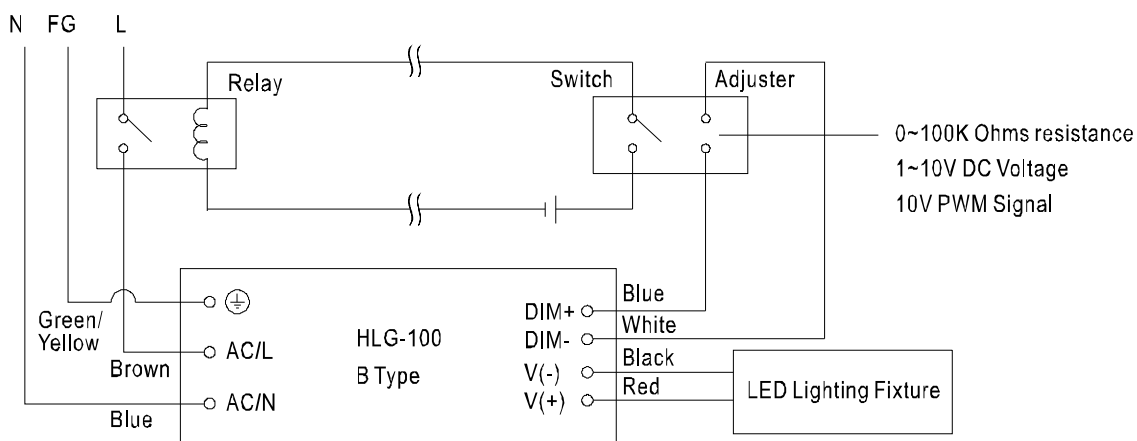 N FG L
Relay
Switch
Adjuster
0~100K Ohms resistance
1~10V DC Voltage
10V PWM Signal
Green/
Yellow
Brown
Blue
AC/L
AC/N
HLG-100
B Type
DIM+
DIM-
V(-)
V(+)
Blue
White
Black
Red
LED Lighting Fixture